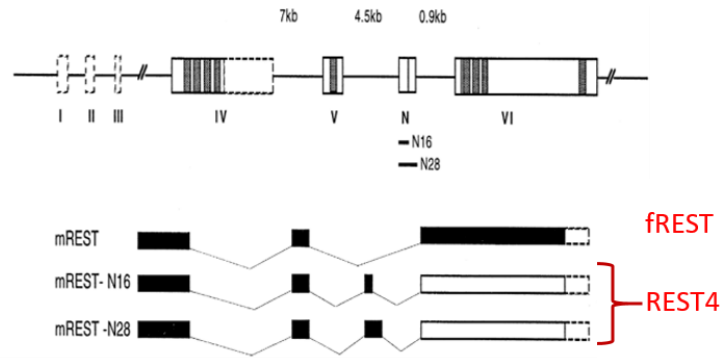 7kb 4.5kb 0.9kb
I II III IV V N VI
N16
N28
mREST
fREST
mREST- N16
REST4
mREST -N28